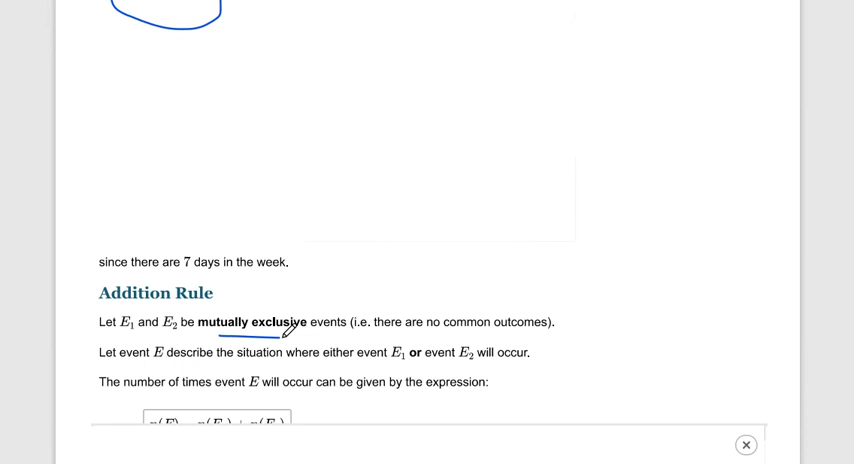 since there are 7 days in the week.
Addition Rule
Let E₁ and E₂ be mutually exclusive events (i.e. there are no common outcomes).
Let event E describe the situation where either event E₁ or event E₂ will occur.
The number of times event E will occur can be given by the expression: